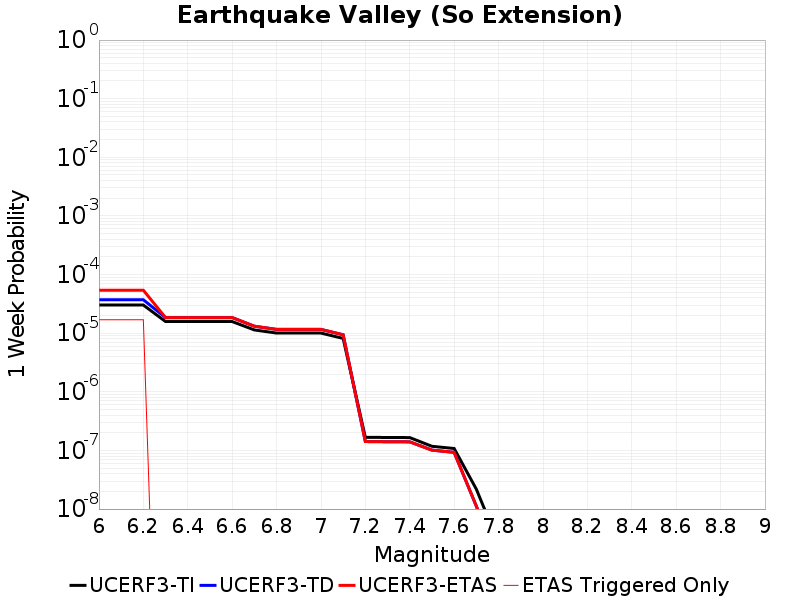 Earthquake Valley (So Extension)
10^0
10^-1
10^-2
10^-3
10^-4
10^-5
10^-6
10^-7
10^-8
1 Week Probability
6 6.2 6.4 6.6 6.8 7 7.2 7.4 7.6 7.8 8 8.2 8.4 8.6 8.8 9
Magnitude
UCERF3-TI UCERF3-TD UCERF3-ETAS ETAS Triggered Only